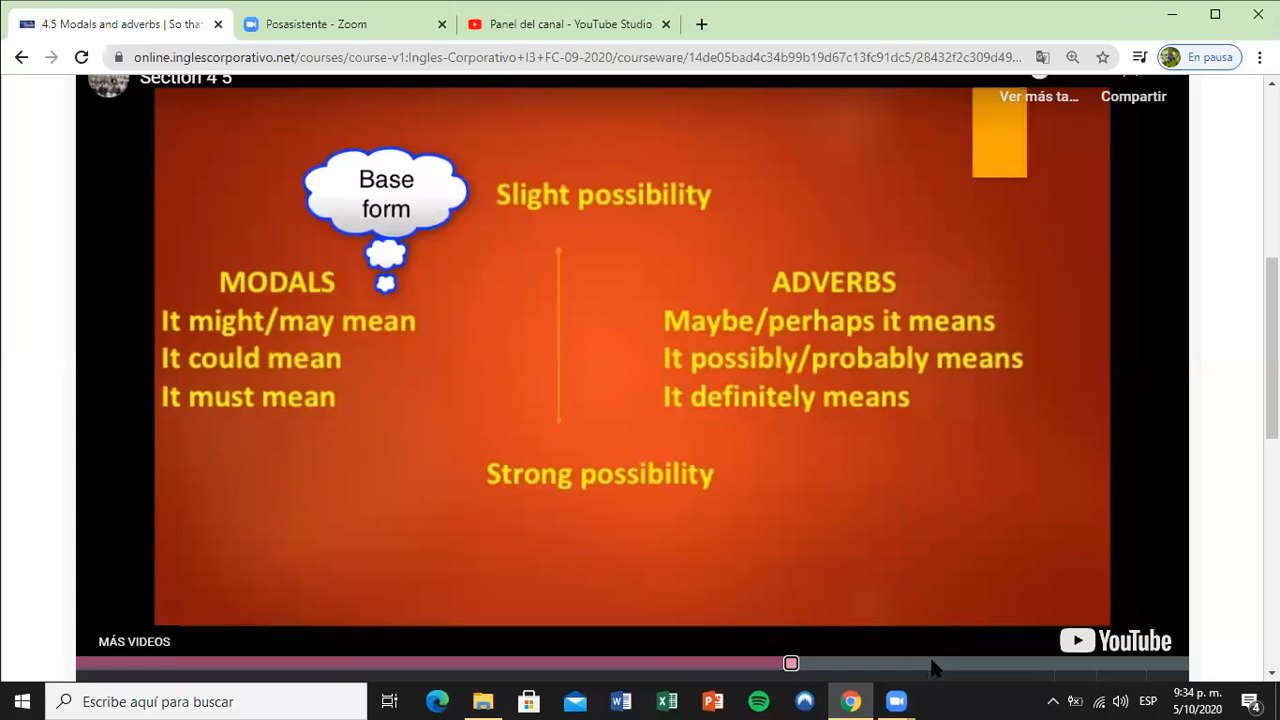 4.5 Modals and adverbs | So tha
Posasistente - Zoom
Panel del canal - YouTube Studio
online.inglescorporativo.net/courses/course-v1:Ingles-Corporativo+I3+FC-09-2020/courseware/14de05bad4c34b99b19d67c13fc91dc5/28432f2c309d49...
En pausa
Section 4 5
Ver más ta...
Compartir
Base
form
Slight possibility
MODALS
It might/may mean
It could mean
It must mean
ADVERBS
Maybe/perhaps it means
It possibly/probably means
It definitely means
Strong possibility
MÁS VIDEOS
YouTube
Escribe aquí para buscar
ESP
9:34 p. m.
5/10/2020
4